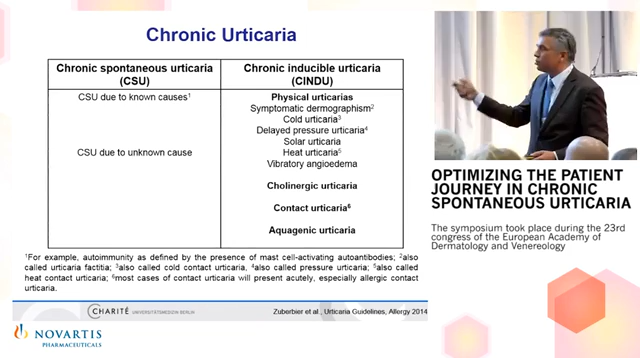 Chronic Urticaria
Chronic spontaneous urticaria
(CSU)
Chronic inducible urticaria
(CINDU)
CSU due to known causes¹
CSU due to unknown cause
Physical urticarias
Symptomatic dermographism²
Cold urticaria³
Delayed pressure urticaria⁴
Solar urticaria
Heat urticaria⁵
Vibratory angioedema
Cholinergic urticaria
Contact urticaria⁶
Aquagenic urticaria
¹For example, autoimmunity as defined by the presence of mast cell-activating autoantibodies; ²also
called urticaria factitia; ³also called cold contact urticaria, ⁴also called pressure urticaria; ⁵also called
heat contact urticaria; ⁶most cases of contact urticaria will present acutely, especially allergic contact
urticaria.
CHARITÉ UNIVERSITÄTSMEDIZIN BERLIN
Zuberbier et al., Urticaria Guidelines, Allergy 2014
NOVARTIS
PHARMACEUTICALS
OPTIMIZING THE PATIENT
JOURNEY IN CHRONIC
SPONTANEOUS URTICARIA
The symposium took place during the 23rd
congress of the European Academy of
Dermatology and Venereology